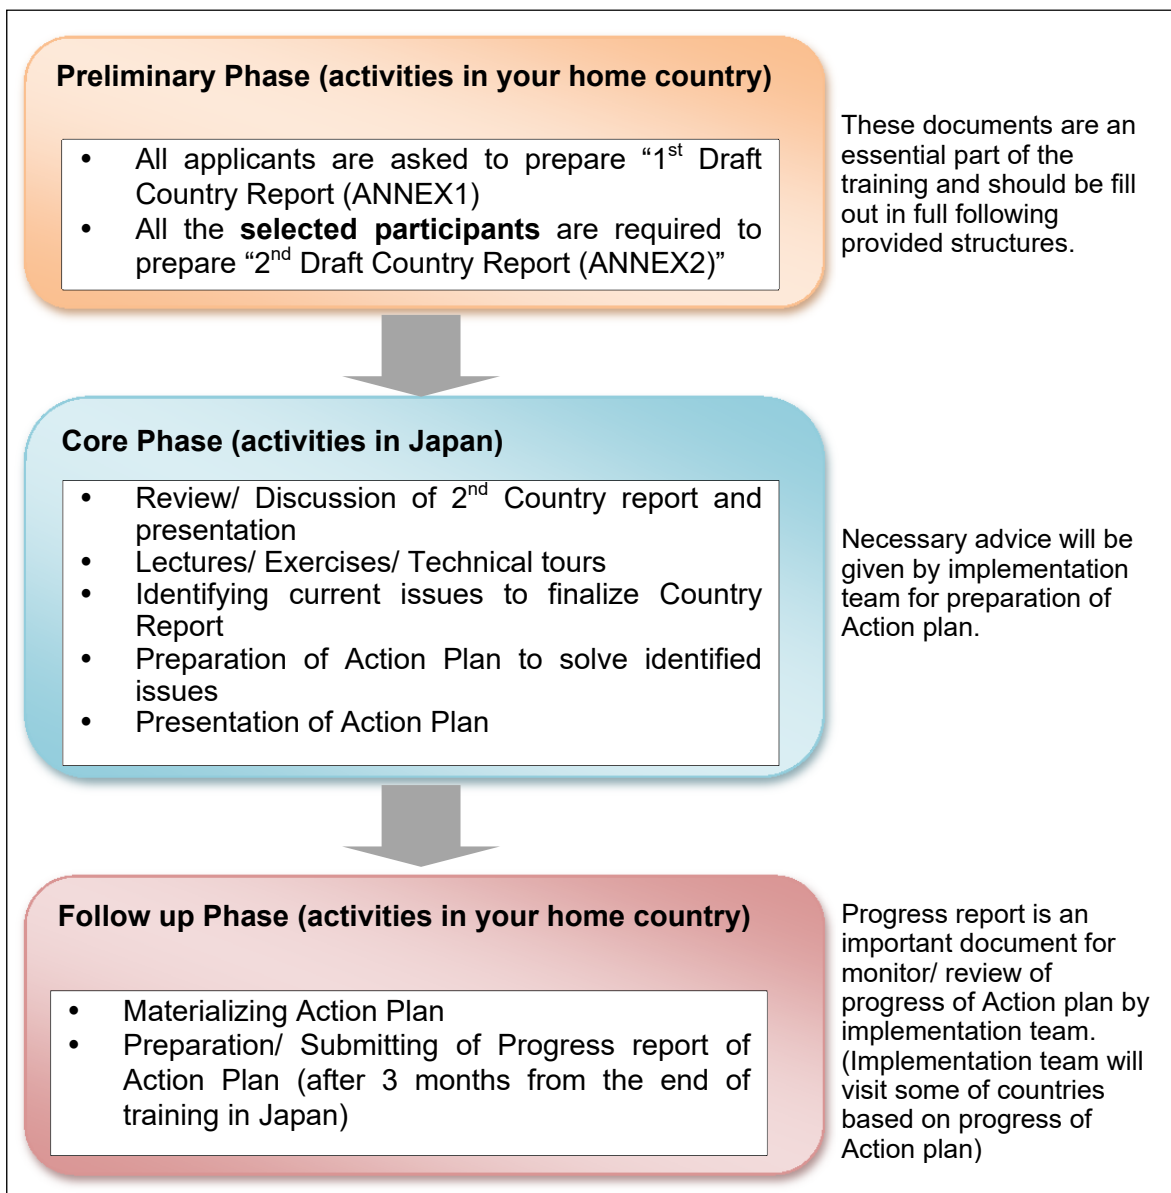 Preliminary Phase (activities in your home country)
• All applicants are asked to prepare “1st Draft
Country Report (ANNEX1)
• All the selected participants are required to
prepare “2nd Draft Country Report (ANNEX2)”
These documents are an
essential part of the
training and should be fill
out in full following
provided structures.
Core Phase (activities in Japan)
• Review/ Discussion of 2nd Country report and
presentation
• Lectures/ Exercises/ Technical tours
• Identifying current issues to finalize Country
Report
• Preparation of Action Plan to solve identified
issues
• Presentation of Action Plan
Necessary advice will be
given by implementation
team for preparation of
Action plan.
Follow up Phase (activities in your home country)
• Materializing Action Plan
• Preparation/ Submitting of Progress report of
Action Plan (after 3 months from the end of
training in Japan)
Progress report is an
important document for
monitor/ review of
progress of Action plan by
implementation team.
(Implementation team will
visit some of countries
based on progress of
Action plan)